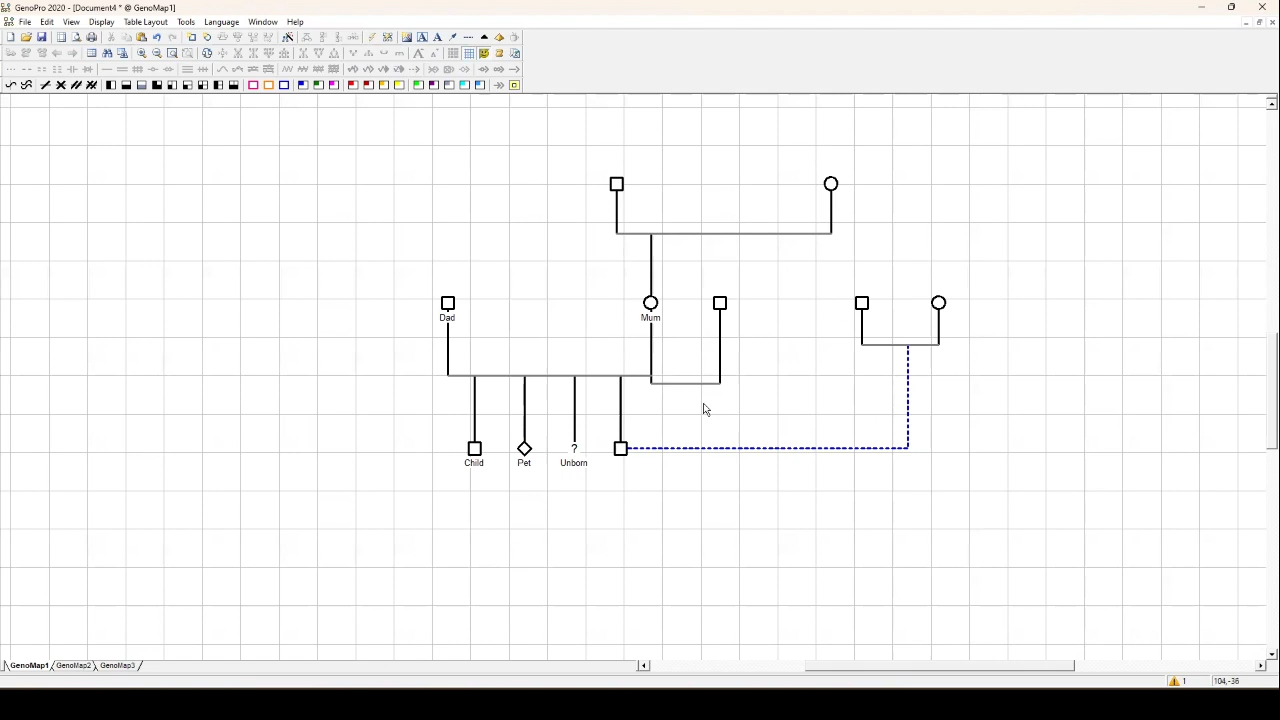 GenoPro 2020 - [Document4 * @ GenoMap1]
File Edit View Display Table Layout Tools Language Window Help
Dad
Mum
?
Child Pet Unborn
GenoMap1 GenoMap2 GenoMap3
1 104,-36